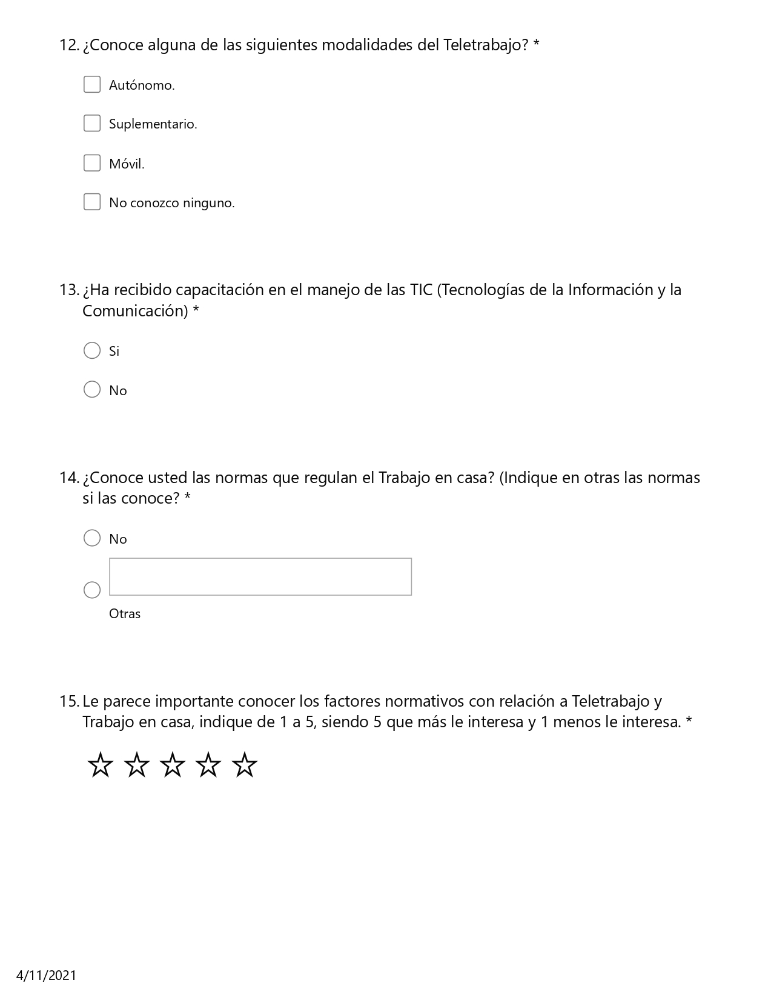 12. ¿Conoce alguna de las siguientes modalidades del Teletrabajo? *
Autónomo.
Suplementario.
Móvil.
No conozco ninguno.
13. ¿Ha recibido capacitación en el manejo de las TIC (Tecnologías de la Información y la
Comunicación) *
Si
No
14. ¿Conoce usted las normas que regulan el Trabajo en casa? (Indique en otras las normas
si las conoce? *
No
Otras
15. Le parece importante conocer los factores normativos con relación a Teletrabajo y
Trabajo en casa, indique de 1 a 5, siendo 5 que más le interesa y 1 menos le interesa. *
4/11/2021